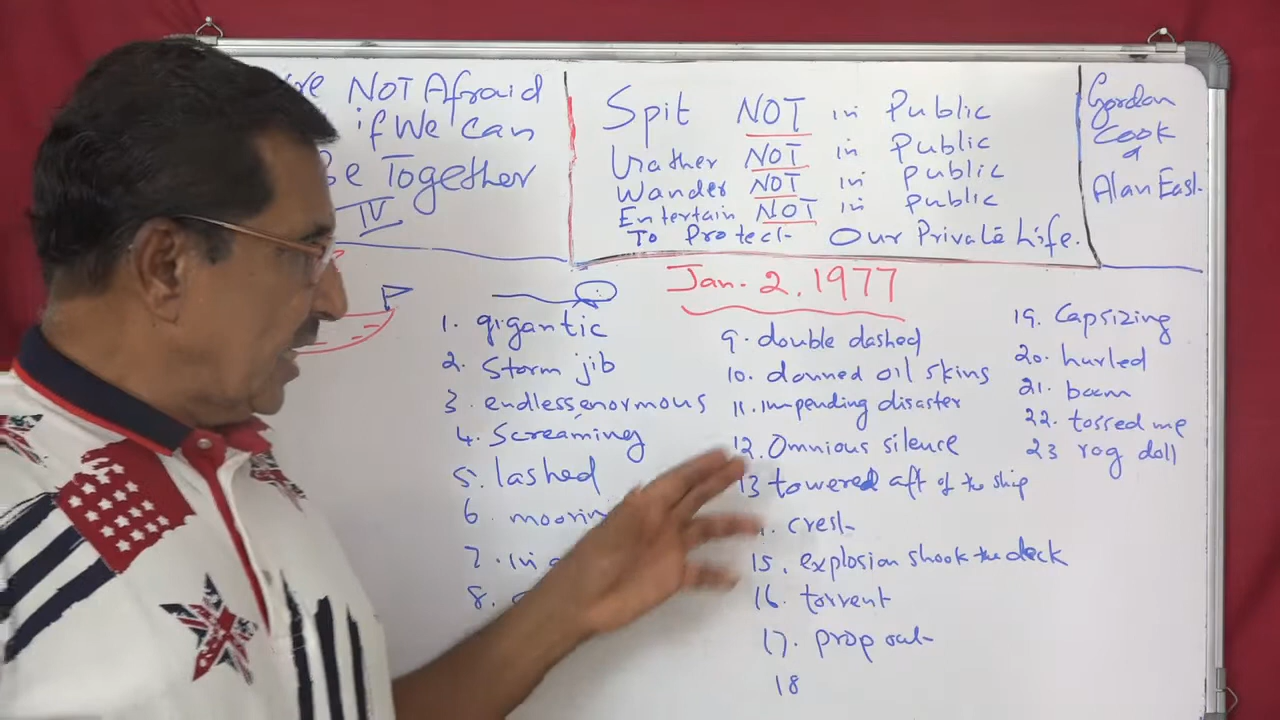 're NOT Afraid
if We Can
Be Together
IV
Spit NOT in Public
Urather NOT in Public
Wander NOT in Public
Entertain NOT in Public
To Protect Our Private Life.
Gordon
Cook
&
Alan East.
Jan. 2. 1977
1. gigantic
2. Storm jib
3. endless, enormous
4. Screaming
5. lashed
6. moorin
7. in
8.
9. double dashed
10. donned oil skins
11. impending disaster
12. Omnious silence
13 towered aft of the ship
. crest
15. explosion shook the deck
16. torrent
17. prop out
18
19. Capsizing
20. hurled
21. boom
22. tossed me
23 rag doll